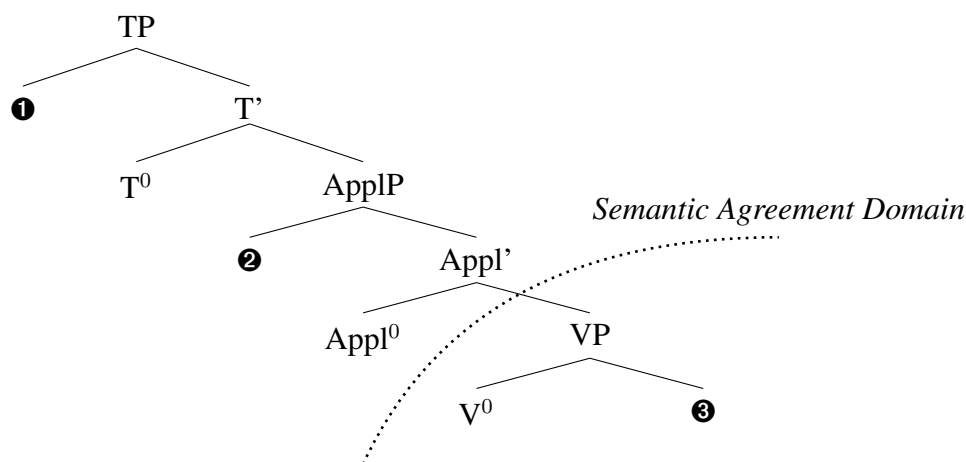 TP
❶ T’
T⁰ ApplP
Semantic Agreement Domain
❷ Appl’
Appl⁰ VP
V⁰ ❸